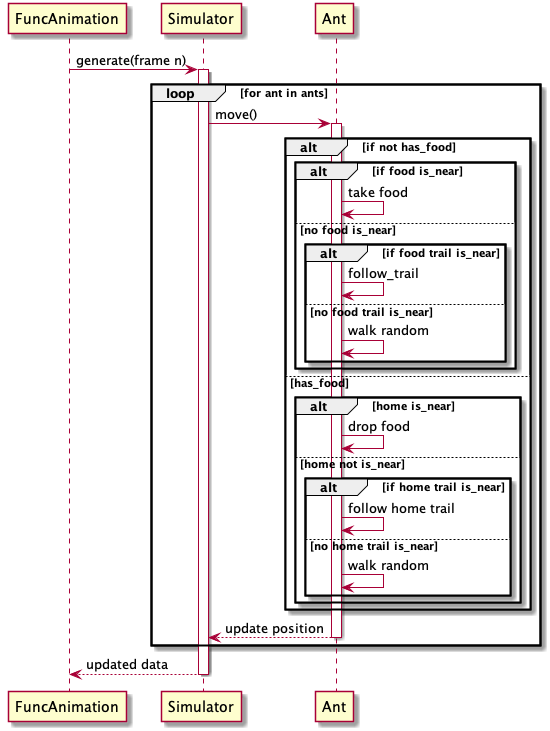 FuncAnimation Simulator Ant
generate(frame n)
loop [for ant in ants]
move()
alt [if not has_food]
alt [if food is_near]
take food
[no food is_near]
alt [if food trail is_near]
follow_trail
[no food trail is_near]
walk random
[has_food]
alt [home is_near]
drop food
[home not is_near]
alt [if home trail is_near]
follow home trail
[no home trail is_near]
walk random
update position
updated data
FuncAnimation Simulator Ant